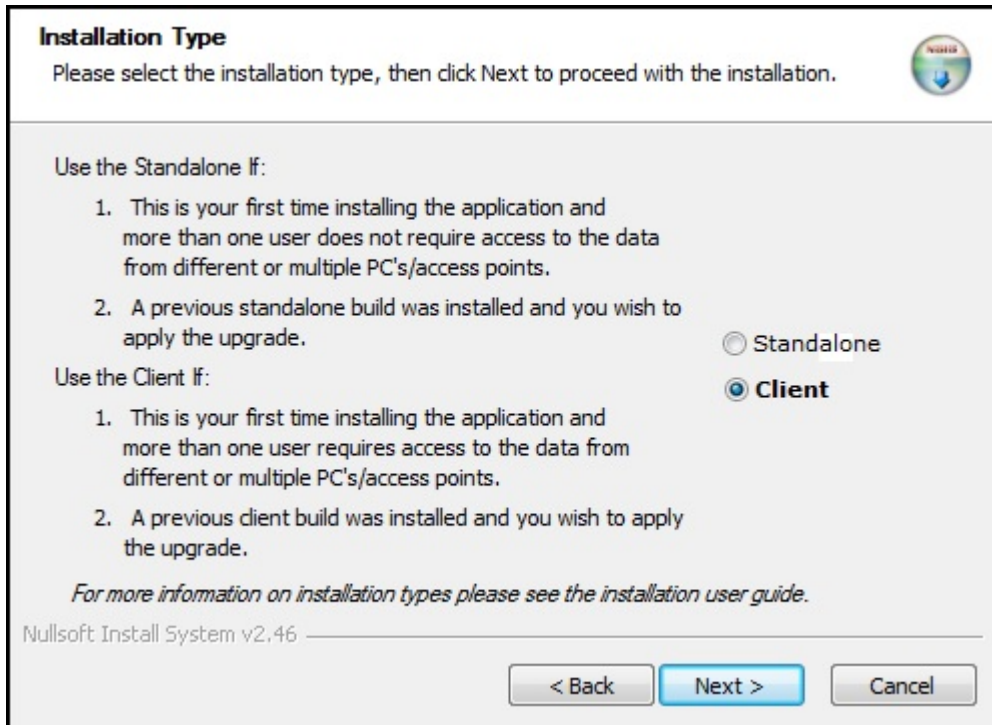 Installation Type
Please select the installation type, then click Next to proceed with the installation.
Use the Standalone If:
1. This is your first time installing the application and
more than one user does not require access to the data
from different or multiple PC's/access points.
2. A previous standalone build was installed and you wish to
apply the upgrade.
Standalone
Use the Client If:
Client
1. This is your first time installing the application and
more than one user requires access to the data from
different or multiple PC's/access points.
2. A previous client build was installed and you wish to apply
the upgrade.
For more information on installation types please see the installation user guide.
Nullsoft Install System v2.46
< Back
Next >
Cancel